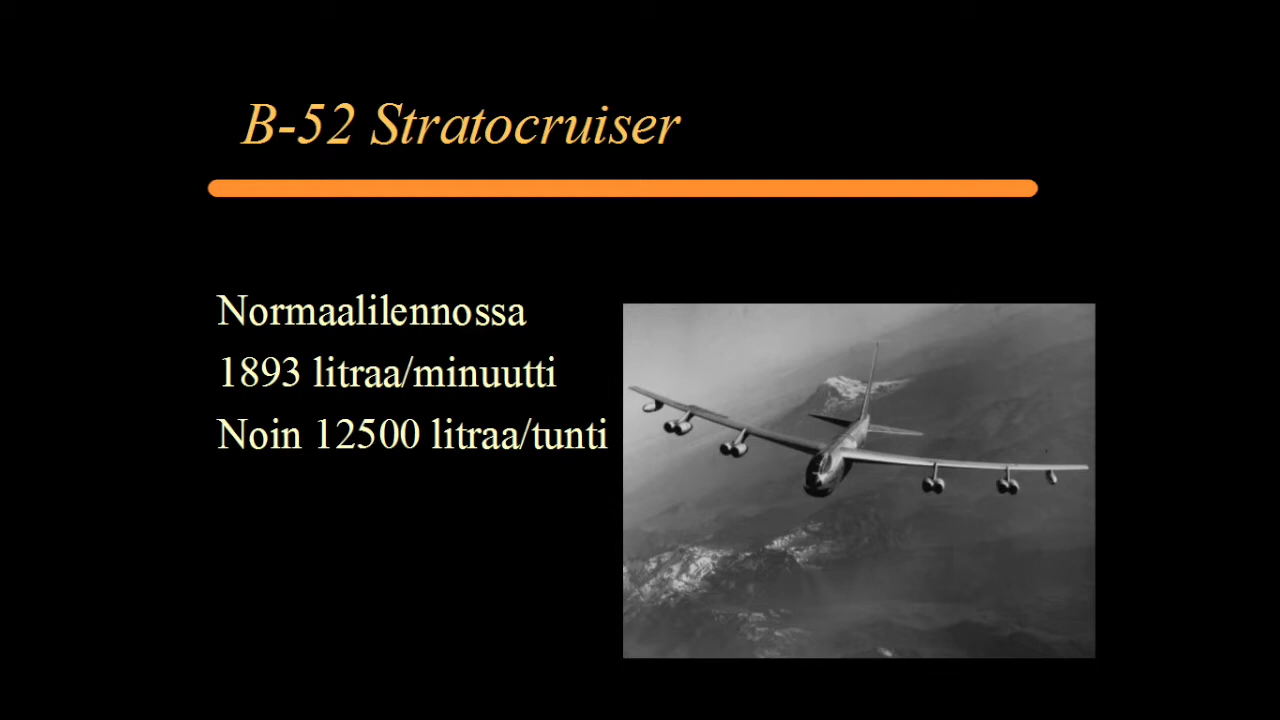 B-52 Stratocruiser
Normaalilennossa
1893 litraa/minuutti
Noin 12500 litraa/tunti